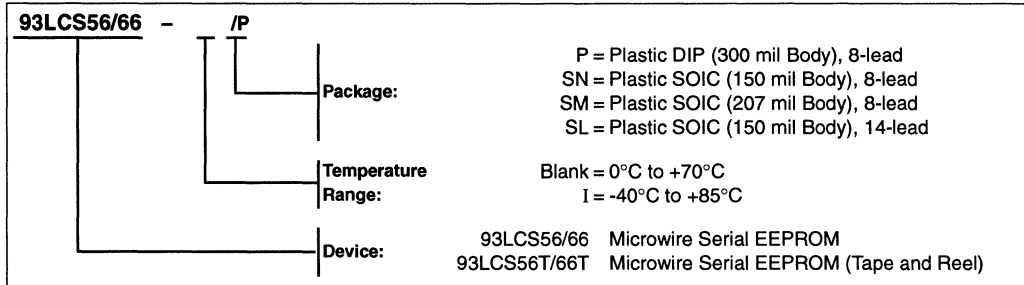 93LCS56/66 – /P
Package:
P = Plastic DIP (300 mil Body), 8-lead
SN = Plastic SOIC (150 mil Body), 8-lead
SM = Plastic SOIC (207 mil Body), 8-lead
SL = Plastic SOIC (150 mil Body), 14-lead
Temperature
Range:
Blank = 0°C to +70°C
I = -40°C to +85°C
Device:
93LCS56/66 Microwire Serial EEPROM
93LCS56T/66T Microwire Serial EEPROM (Tape and Reel)